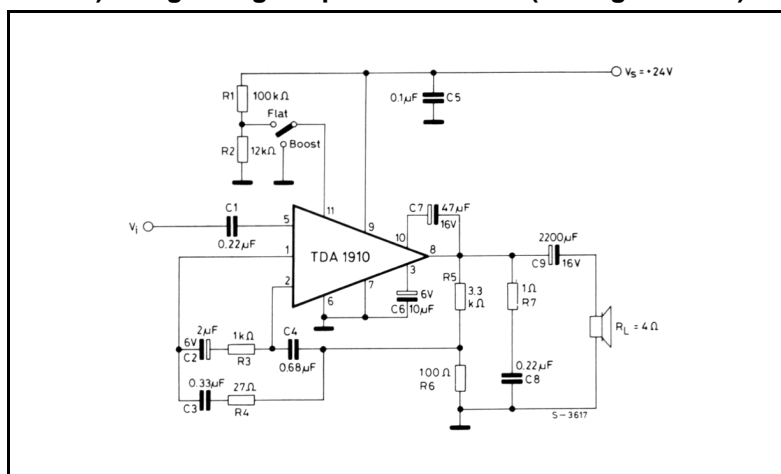 Vs = +24V
R1
100kΩ
0.1µF
C5
Flat
R2
12kΩ
Boost
C1
11
C7
47µF
16V
Vi
5
9
10
2200µF
0.22µF
1
TDA 1910
8
C9
16V
3
R5
3.3
kΩ
1Ω
R7
2
6V
6
7
C6
10µF
RL = 4Ω
2µF
6V
C2
1kΩ
R3
C4
0.68µF
100Ω
R6
0.22µF
C8
0.33µF
27Ω
C3
R4
S-3617